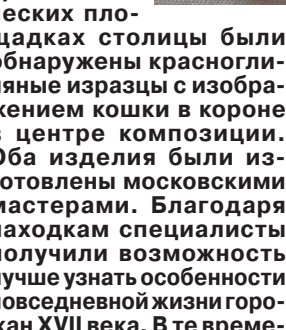 ческих пло-
щадках столицы были
обнаружены красногли-
няные изразцы с изобра-
жением кошки в короне
в центре композиции.
Оба изделия были из-
готовлены московскими
мастерами. Благодаря
находкам специалисты
получили возможность
лучше узнать особенности
повседневной жизни горо-
жан XVII века. В те време-